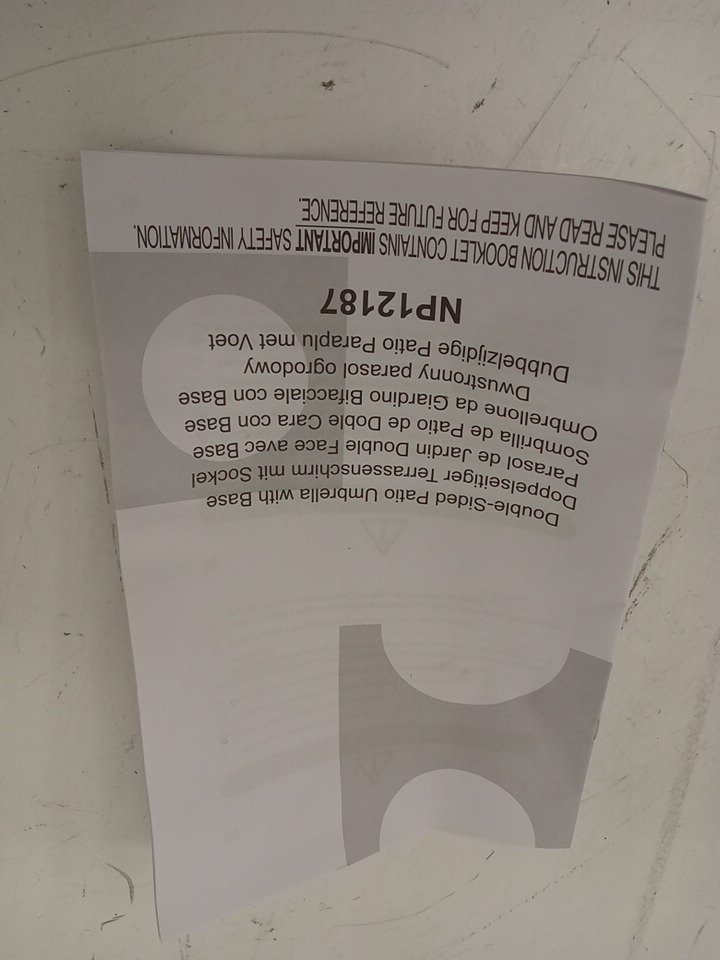 Double-Sided Patio Umbrella with Base
Doppelseitiger Terrassenschirm mit Sockel
Parasol de Jardin Double Face avec Base
Sombrilla de Patio de Doble Cara con Base
Ombrellone da Giardino Bifacciale con Base
Dwustronny parasol ogrodowy
Dubbelzijdige Patio Paraplu met Voet
NP12187
THIS INSTRUCTION BOOKLET CONTAINS IMPORTANT SAFETY INFORMATION.
PLEASE READ AND KEEP FOR FUTURE REFERENCE.